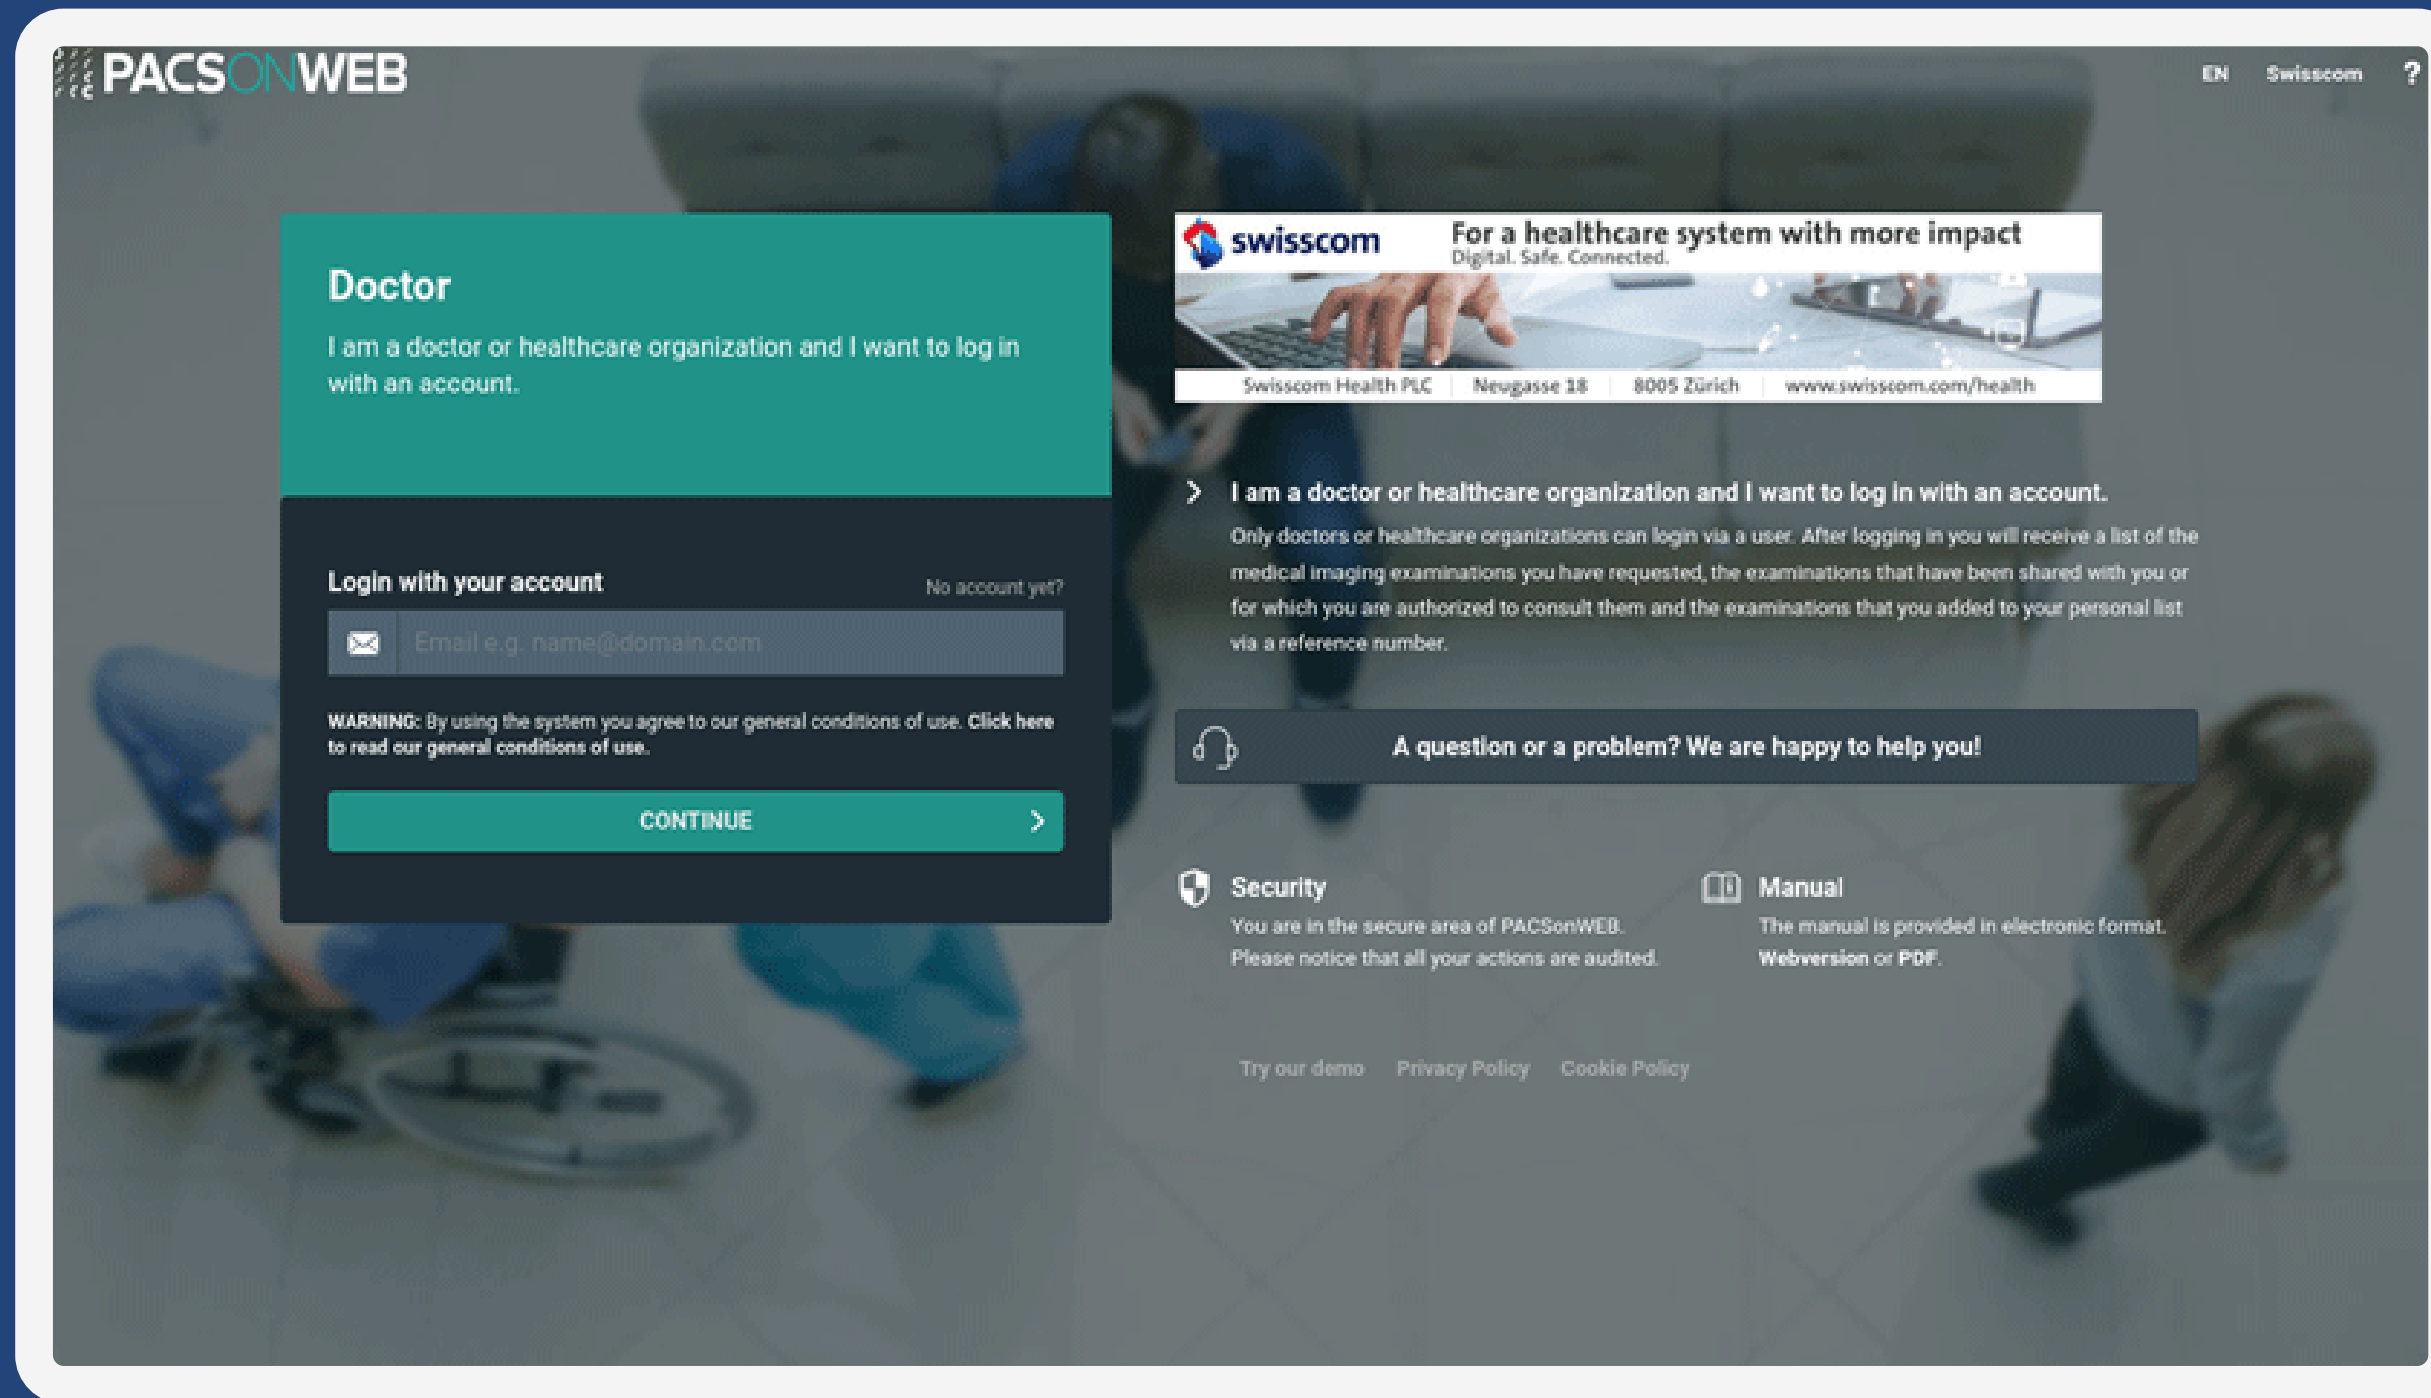 PACSONWEB
EN Swisscom ?
Doctor
I am a doctor or healthcare organization and I want to log in
with an account.
Login with your account
No account yet?
Email e.g. name@domain.com
WARNING: By using the system you agree to our general conditions of use. Click here
to read our general conditions of use.
CONTINUE
swisscom
For a healthcare system with more impact
Digital. Safe. Connected.
Swisscom Health PLC | Neugasse 18 | 8005 Zürich | www.swisscom.com/health
I am a doctor or healthcare organization and I want to log in with an account.
Only doctors or healthcare organizations can login via a user. After logging in you will receive a list of the
medical imaging examinations you have requested, the examinations that have been shared with you or
for which you are authorized to consult them and the examinations that you added to your personal list
via a reference number.
A question or a problem? We are happy to help you!
Security
You are in the secure area of PACSonWEB.
Please notice that all your actions are audited.
Manual
The manual is provided in electronic format.
Webversion or PDF.
Try our demo Privacy Policy Cookie Policy